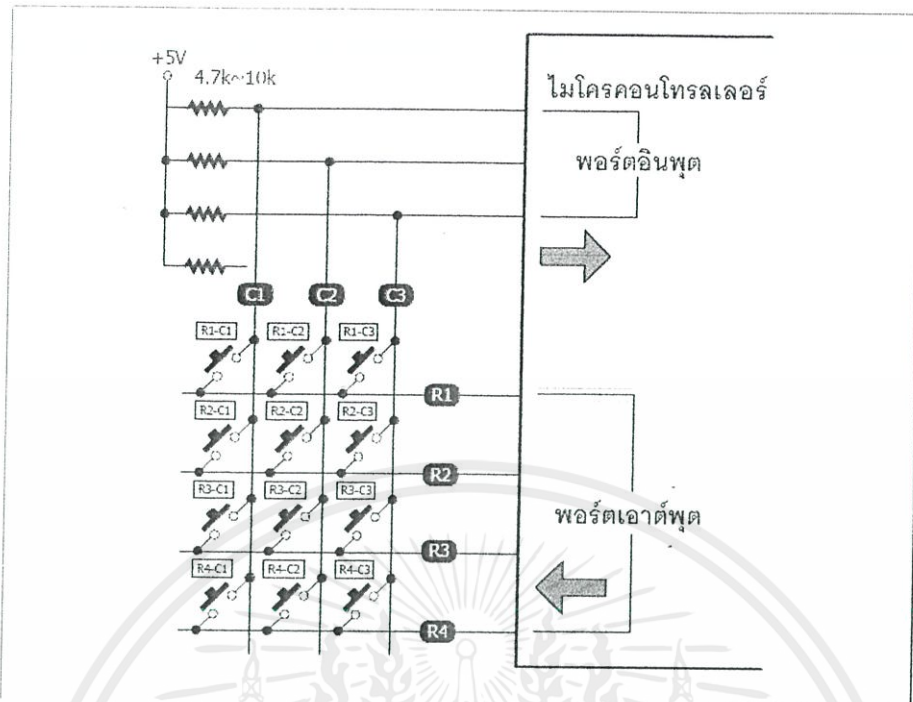 +5V
4.7k~10k
ไมโครคอนโทรลเลอร์
พอร์ตอินพุต
C1 C2 C3
R1-C1 R1-C2 R1-C3
R1
R2-C1 R2-C2 R2-C3
R2
R3-C1 R3-C2 R3-C3
พอร์ตเอาต์พุต
R3
R4-C1 R4-C2 R4-C3
R4